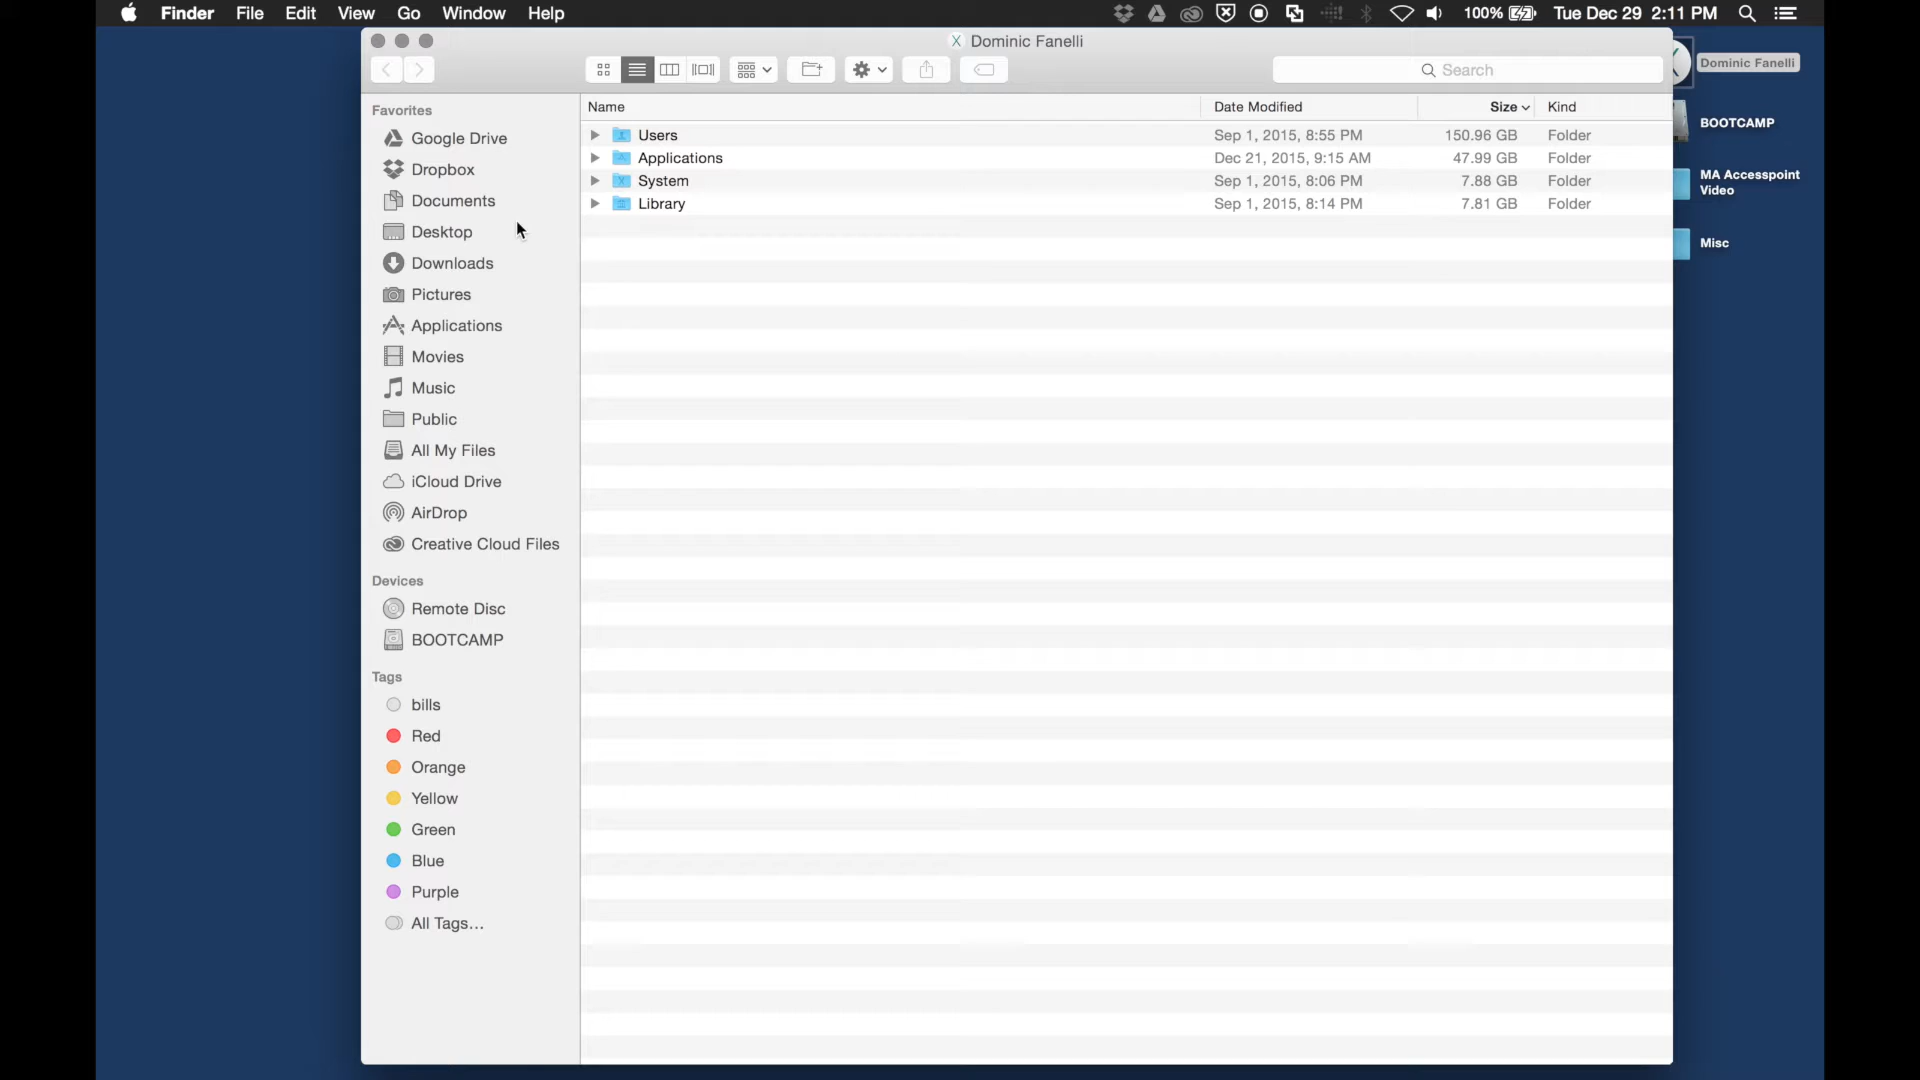 Finder File Edit View Go Window Help 100% Tue Dec 29 2:11 PM
Dominic Fanelli
Search
Dominic Fanelli
BOOTCAMP
MA Accesspoint
Video
Misc
Favorites
Google Drive
Dropbox
Documents
Desktop
Downloads
Pictures
Applications
Movies
Music
Public
All My Files
iCloud Drive
AirDrop
Creative Cloud Files
Devices
Remote Disc
BOOTCAMP
Tags
bills
Red
Orange
Yellow
Green
Blue
Purple
All Tags...
Name Date Modified Size Kind
Users Sep 1, 2015, 8:55 PM 150.96 GB Folder
Applications Dec 21, 2015, 9:15 AM 47.99 GB Folder
System Sep 1, 2015, 8:06 PM 7.88 GB Folder
Library Sep 1, 2015, 8:14 PM 7.81 GB Folder